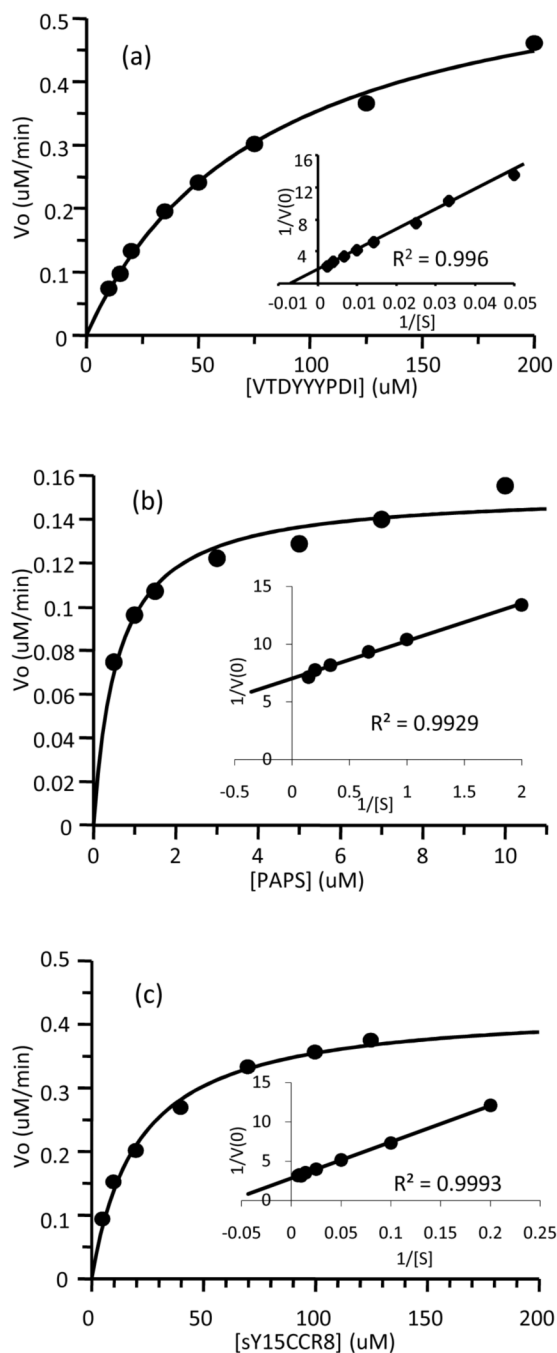 (a)
Vo (uM/min)
0.5
0.4
0.3
0.2
0.1
0
0 50 100 150 200
[VTDYYYPDI] (uM)
1/V(0)
16
12
8
4
R² = 0.996
-0.01 0 0.01 0.02 0.03 0.04 0.05
1/[S]
(b)
Vo (uM/min)
0.16
0.14
0.12
0.1
0.08
0.06
0.04
0.02
0
0 2 4 6 8 10
[PAPS] (uM)
1/V(0)
15
10
5
0
R² = 0.9929
-0.5 0 0.5 1 1.5 2
1/[S]
(c)
Vo (uM/min)
0.5
0.4
0.3
0.2
0.1
0
0 50 100 150 200
[sY15CCR8] (uM)
1/V(0)
15
10
5
0
R² = 0.9993
-0.05 0 0.05 0.1 0.15 0.2 0.25
1/[S]